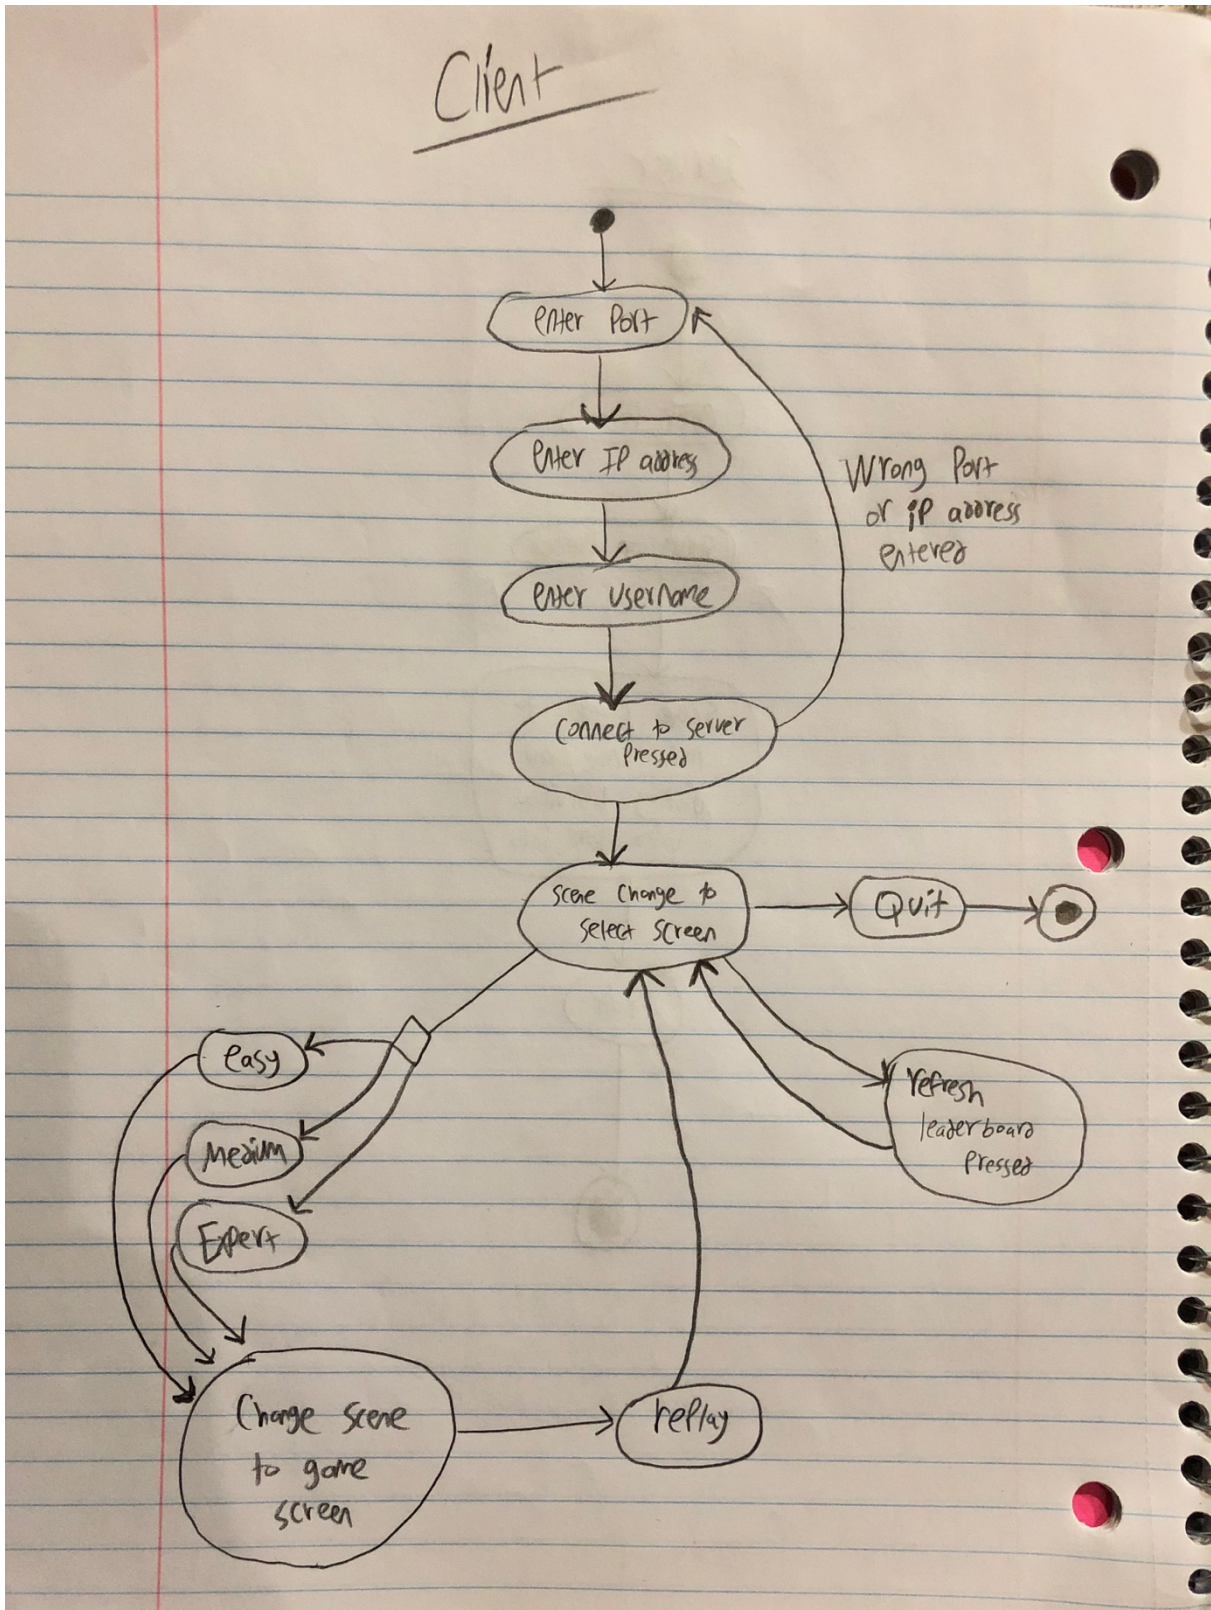 Client
enter Port
enter IP address
Wrong Port
or iP address
entered
enter Username
Connect to server
Pressed
Scene Change to
select screen
Quit
easy
refresh
leaderboard
Pressed
Medium
Expert
Change scene
to game
screen
rePlay